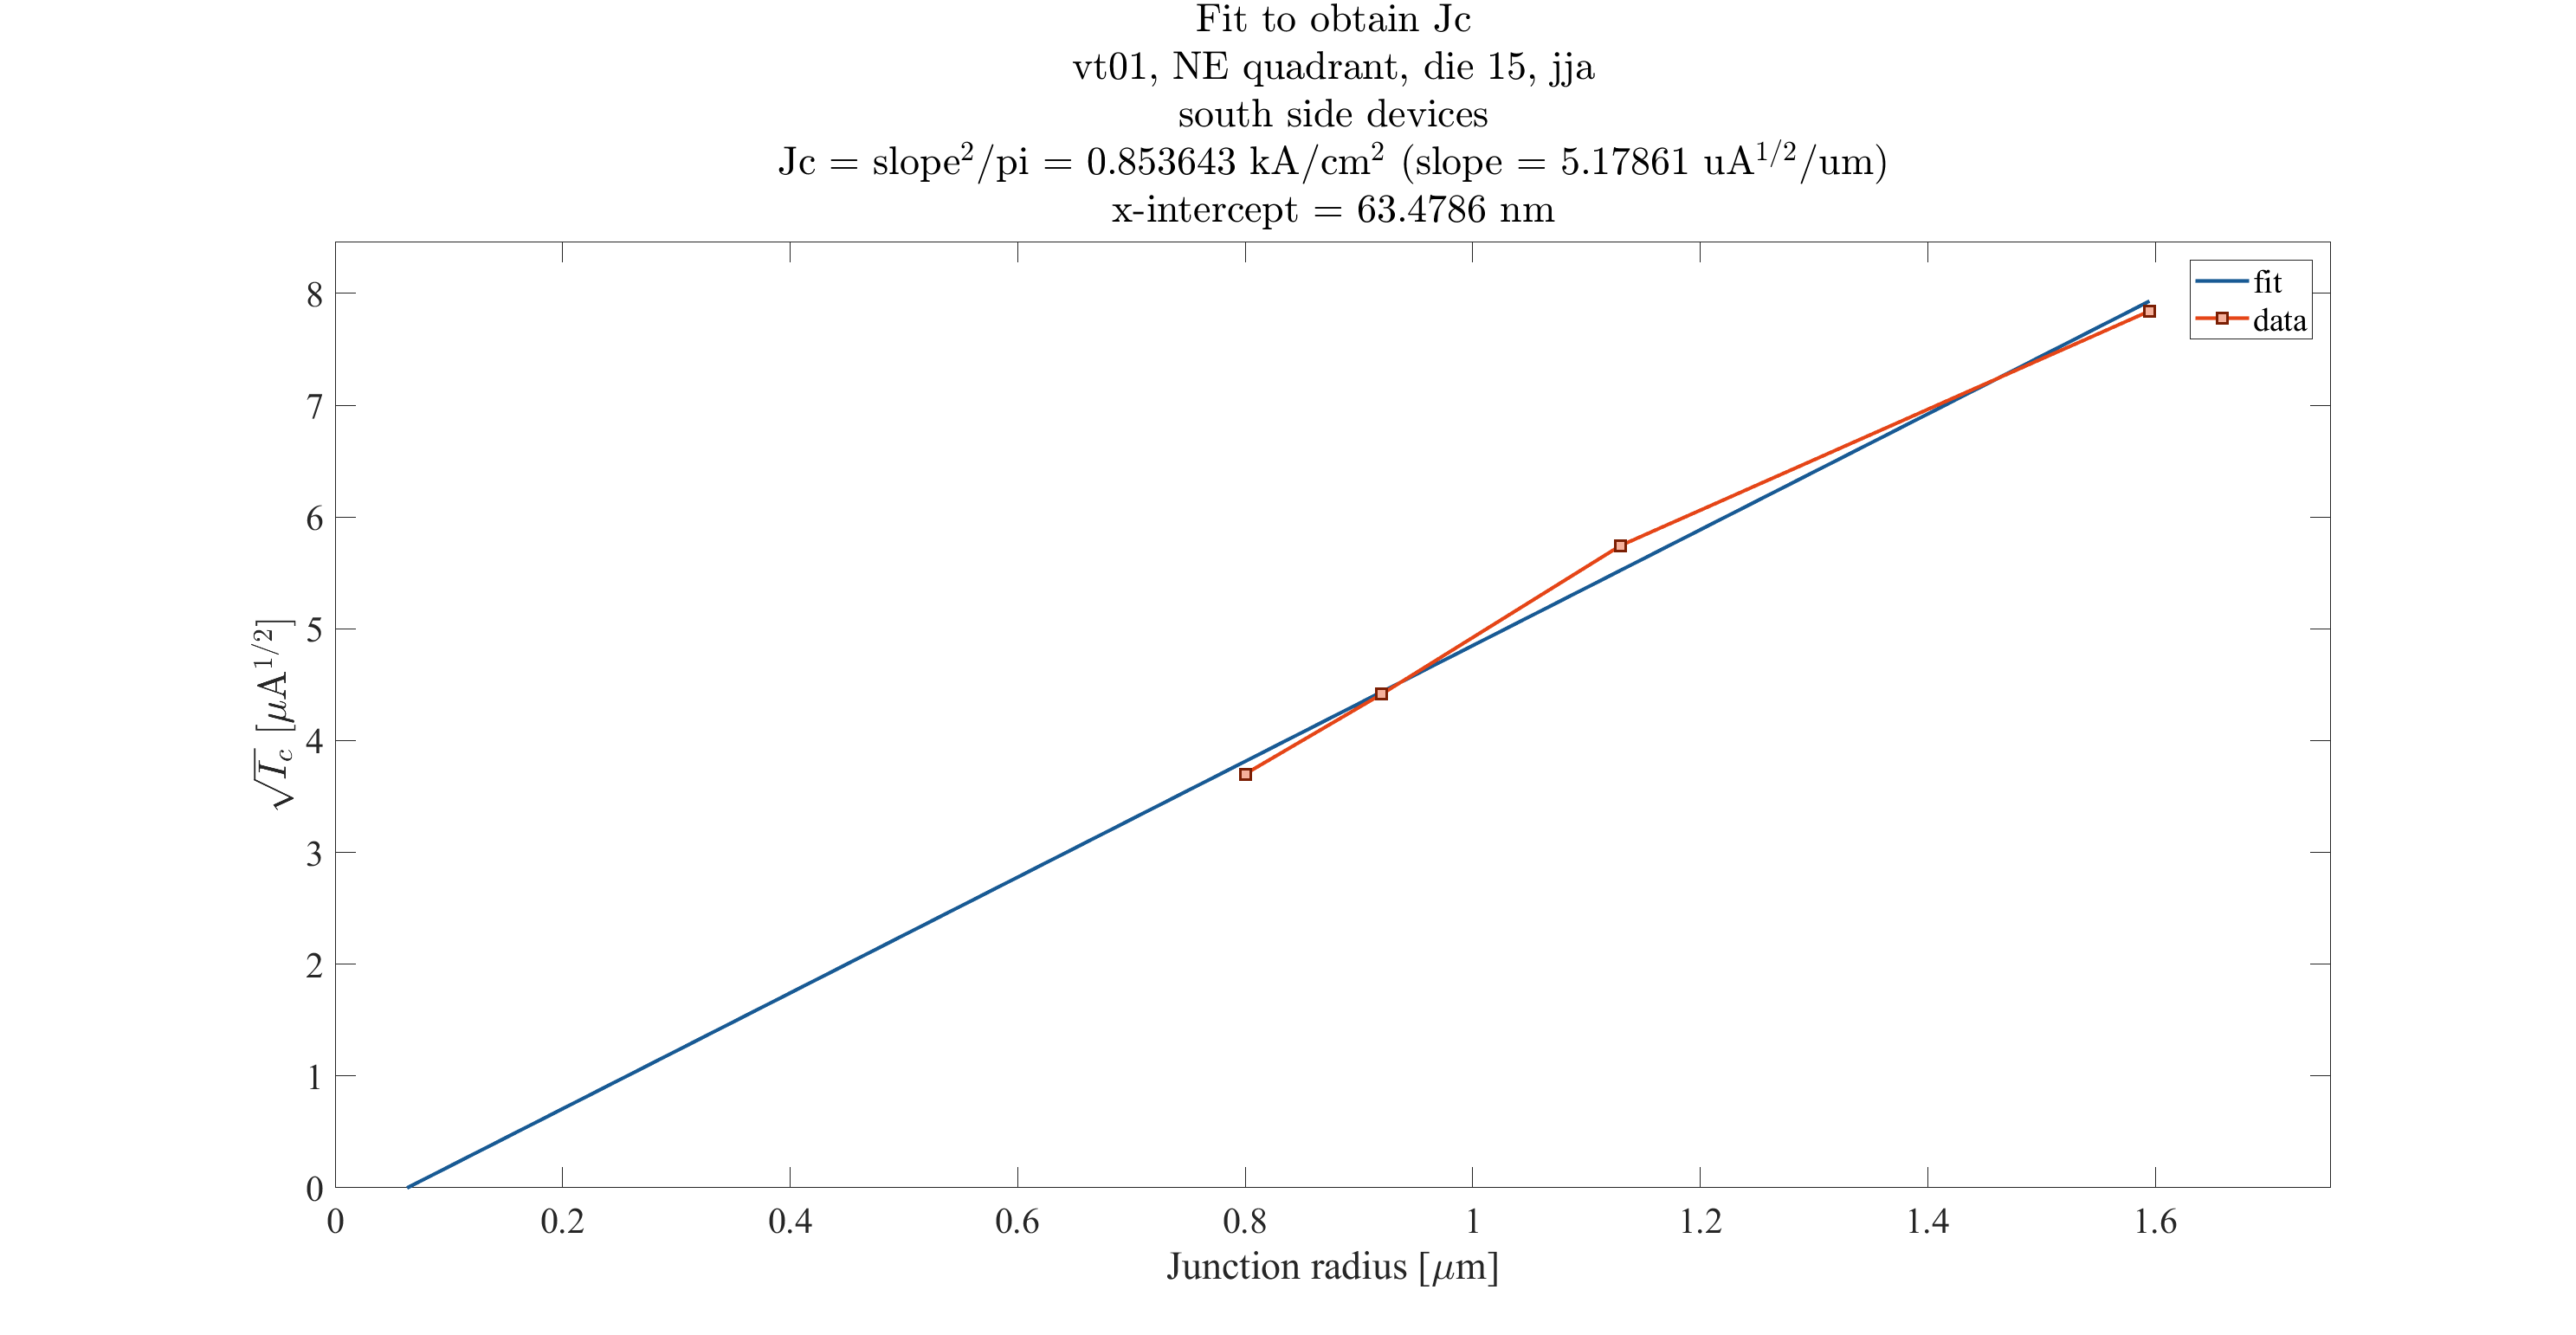 Fit to obtain Jc
vt01, NE quadrant, die 15, jja
south side devices
Jc = slope²/pi = 0.853643 kA/cm² (slope = 5.17861 uA^{1/2}/um)
x-intercept = 63.4786 nm
fit
data
8
7
6
5
4
3
2
1
0
√I_c [μA^{1/2}]
0 0.2 0.4 0.6 0.8 1 1.2 1.4 1.6
Junction radius [μm]